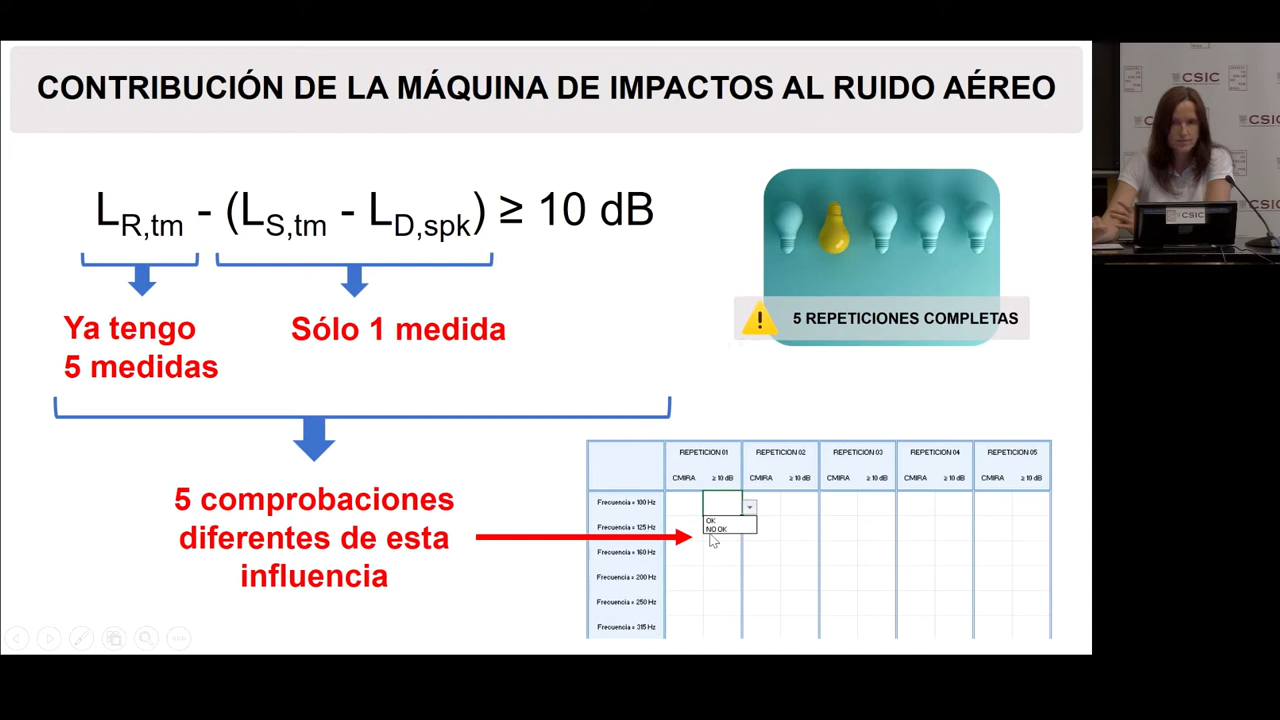 CONTRIBUCIÓN DE LA MÁQUINA DE IMPACTOS AL RUIDO AÉREO
L_R,tm - (L_S,tm - L_D,spk) ≥ 10 dB
Ya tengo
5 medidas
Sólo 1 medida
5 REPETICIONES COMPLETAS
5 comprobaciones
diferentes de esta
influencia
REPETICION 01 REPETICION 02 REPETICION 03 REPETICION 04 REPETICION 05
CMIRA ≥ 10 dB CMIRA ≥ 10 dB CMIRA ≥ 10 dB CMIRA ≥ 10 dB CMIRA ≥ 10 dB
Frecuencia = 100 Hz
OK
NO OK
Frecuencia = 125 Hz
Frecuencia = 160 Hz
Frecuencia = 200 Hz
Frecuencia = 250 Hz
Frecuencia = 315 Hz
CSIC
CSIC
CSIC
CSIC